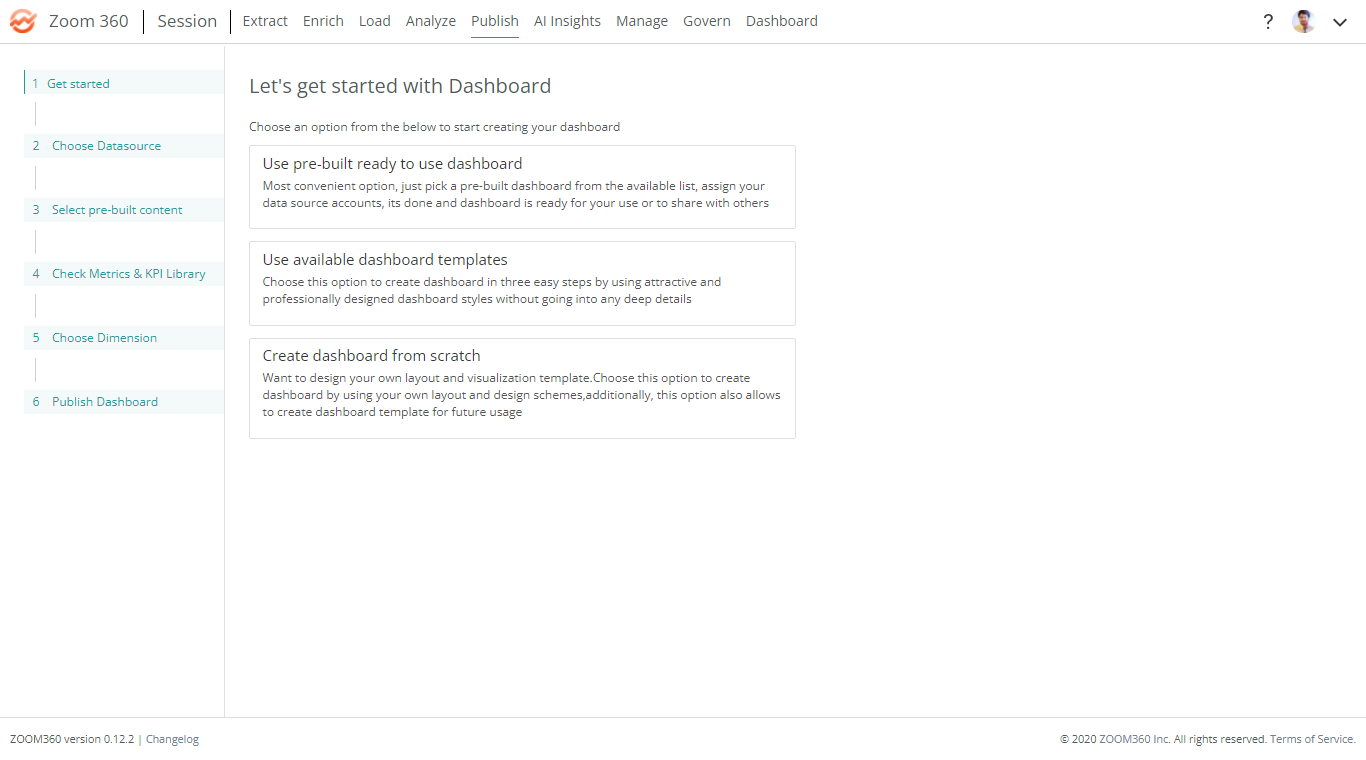 Zoom 360 Session Extract Enrich Load Analyze Publish AI Insights Manage Govern Dashboard ?
1 Get started
2 Choose Datasource
3 Select pre-built content
4 Check Metrics & KPI Library
5 Choose Dimension
6 Publish Dashboard
Let's get started with Dashboard
Choose an option from the below to start creating your dashboard
Use pre-built ready to use dashboard
Most convenient option, just pick a pre-built dashboard from the available list, assign your
data source accounts, its done and dashboard is ready for your use or to share with others
Use available dashboard templates
Choose this option to create dashboard in three easy steps by using attractive and
professionally designed dashboard styles without going into any deep details
Create dashboard from scratch
Want to design your own layout and visualization template.Choose this option to create
dashboard by using your own layout and design schemes,additionally, this option also allows
to create dashboard template for future usage
ZOOM360 version 0.12.2 | Changelog
© 2020 ZOOM360 Inc. All rights reserved. Terms of Service.